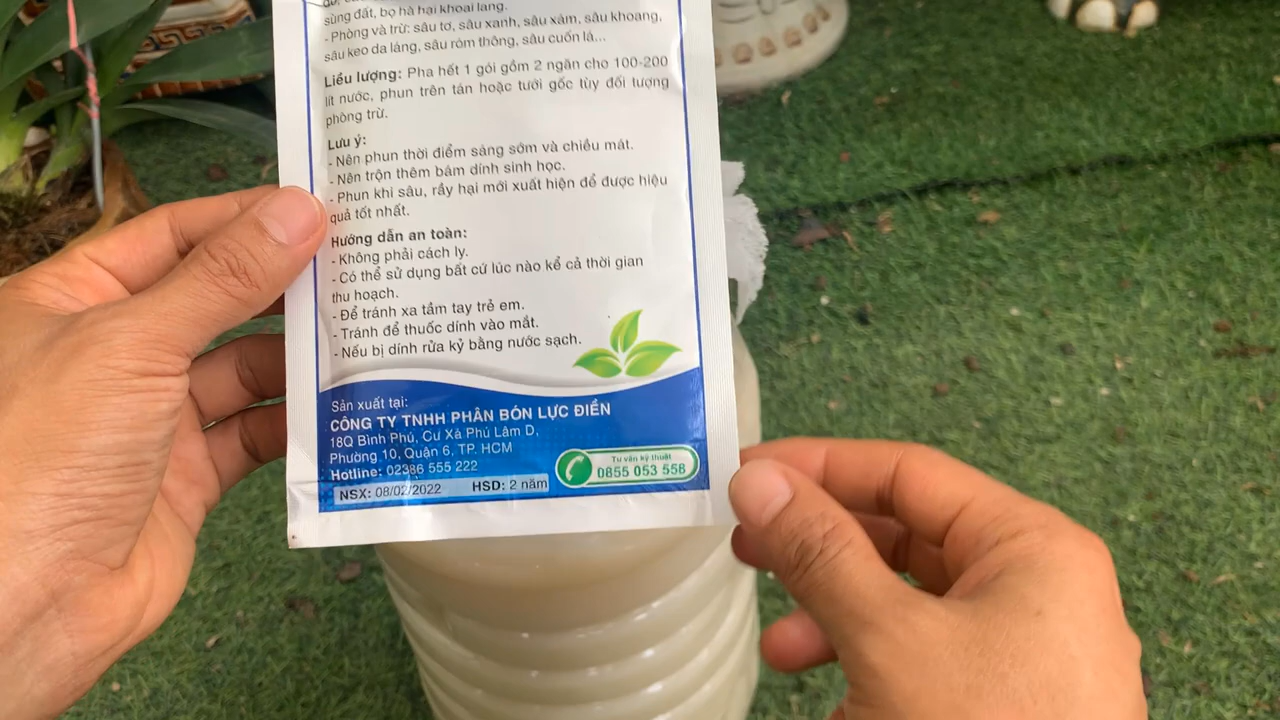 sùng đất, bọ hà hại khoai lang.
- Phòng và trừ: sâu tơ, sâu xanh, sâu xám, sâu khoang,
sâu keo da láng, sâu róm thông, sâu cuốn lá...
Liều lượng: Pha hết 1 gói gồm 2 ngăn cho 100-200
lít nước, phun trên tán hoặc tưới gốc tùy đối tượng
phòng trừ.
Lưu ý:
- Nên phun thời điểm sáng sớm và chiều mát.
- Nên trộn thêm bám dính sinh học.
- Phun khi sâu, rầy hại mới xuất hiện để được hiệu
quả tốt nhất.
Hướng dẫn an toàn:
- Không phải cách ly.
- Có thể sử dụng bất cứ lúc nào kể cả thời gian
thu hoạch.
- Để tránh xa tầm tay trẻ em.
- Tránh để thuốc dính vào mắt.
- Nếu bị dính rửa kỷ bằng nước sạch.
Sản xuất tại:
CÔNG TY TNHH PHÂN BÓN LỰC ĐIỀN
18Q Bình Phú, Cư Xá Phú Lâm D,
Phường 10, Quận 6, TP. HCM
Hotline: 02386 555 222
Tư vấn kỹ thuật
0855 053 558
NSX: 08/02/2022 HSD: 2 năm